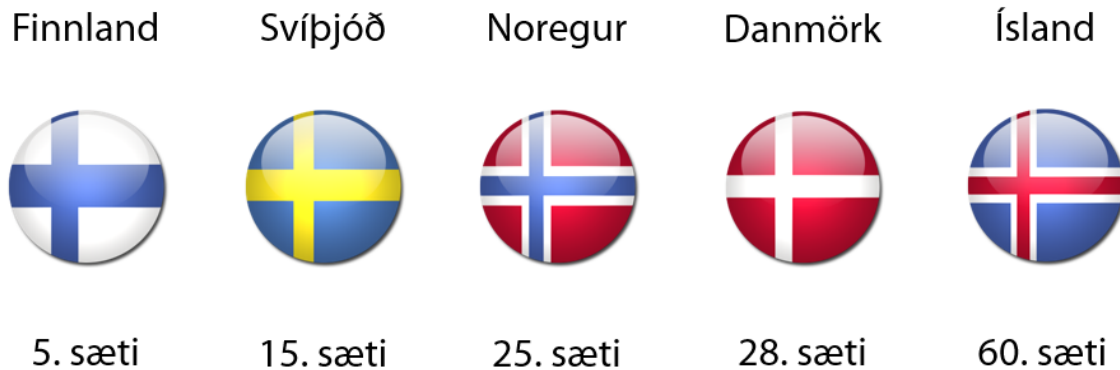 Finnland Svíþjóð Noregur Danmörk Ísland
5. sæti 15. sæti 25. sæti 28. sæti 60. sæti